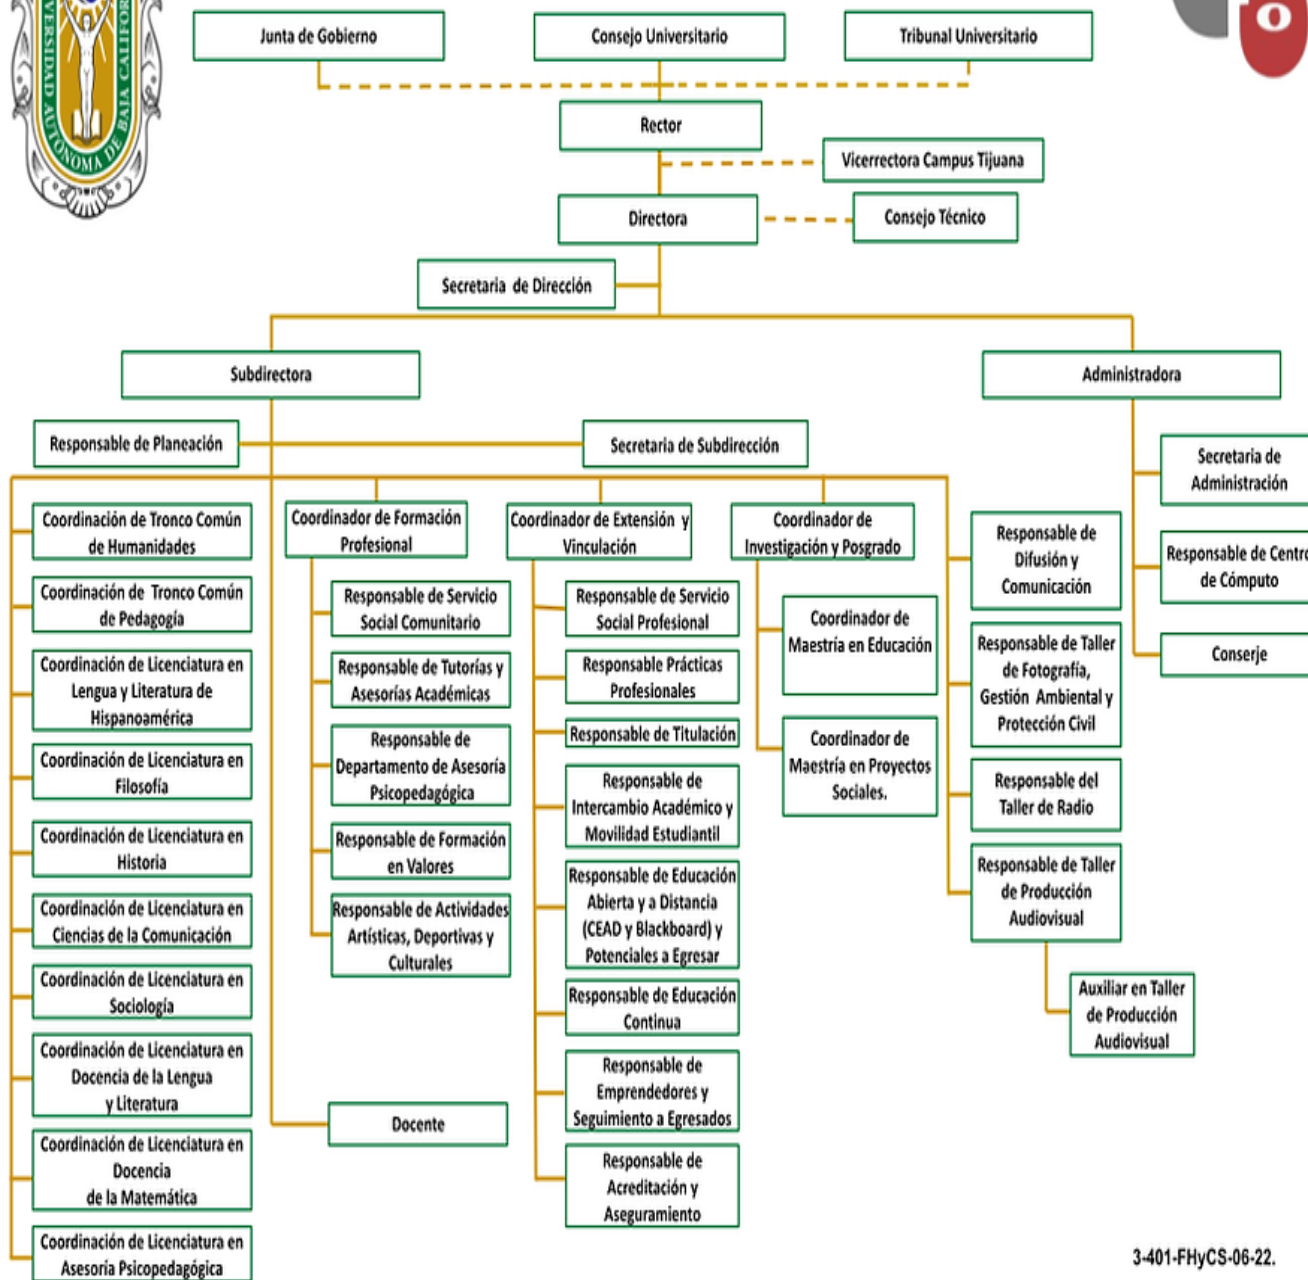 VERSIDAD AUTÓNOMA DE BAJA CALIFOR
Junta de Gobierno
Consejo Universitario
Tribunal Universitario
Rector
Vicerrectora Campus Tijuana
Directora
Consejo Técnico
Secretaria de Dirección
Subdirectora
Administradora
Responsable de Planeación
Secretaria de Subdirección
Secretaria de
Administración
Responsable de Centro
de Cómputo
Conserje
Coordinación de Tronco Común
de Humanidades
Coordinación de Tronco Común
de Pedagogía
Coordinación de Licenciatura en
Lengua y Literatura de
Hispanoamérica
Coordinación de Licenciatura en
Filosofía
Coordinación de Licenciatura en
Historia
Coordinación de Licenciatura en
Ciencias de la Comunicación
Coordinación de Licenciatura en
Sociología
Coordinación de Licenciatura en
Docencia de la Lengua
y Literatura
Coordinación de Licenciatura en
Docencia
de la Matemática
Coordinación de Licenciatura en
Asesoría Psicopedagógica
Coordinador de Formación
Profesional
Responsable de Servicio
Social Comunitario
Responsable de Tutorías y
Asesorías Académicas
Responsable de
Departamento de Asesoría
Psicopedagógica
Responsable de Formación
en Valores
Responsable de Actividades
Artísticas, Deportivas y
Culturales
Docente
Coordinador de Extensión y
Vinculación
Responsable de Servicio
Social Profesional
Responsable Prácticas
Profesionales
Responsable de Titulación
Responsable de
Intercambio Académico y
Movilidad Estudiantil
Responsable de Educación
Abierta y a Distancia
(CEAD y Blackboard) y
Potenciales a Egresar
Responsable de Educación
Continua
Responsable de
Emprendedores y
Seguimiento a Egresados
Responsable de
Acreditación y
Aseguramiento
Coordinador de
Investigación y Posgrado
Coordinador de
Maestría en Educación
Coordinador de
Maestría en Proyectos
Sociales.
Responsable de
Difusión y
Comunicación
Responsable de Taller
de Fotografía,
Gestión Ambiental y
Protección Civil
Responsable del
Taller de Radio
Responsable de Taller
de Producción
Audiovisual
Auxiliar en Taller
de Producción
Audiovisual
3-401-FHyCS-06-22.